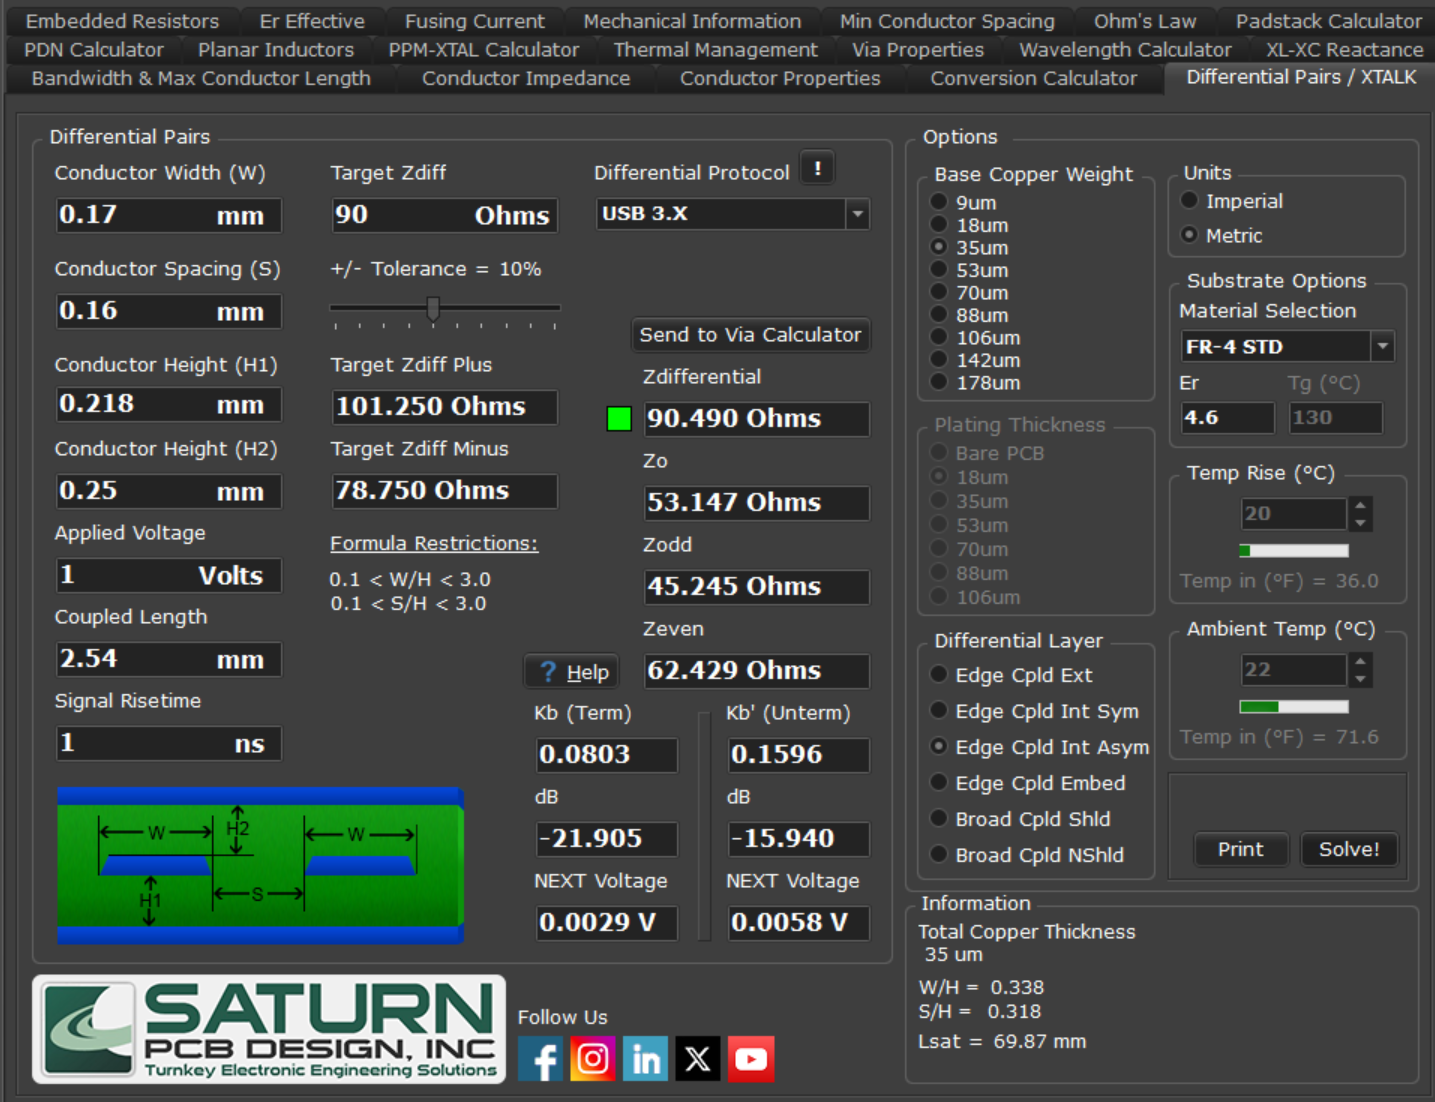 Embedded Resistors Er Effective Fusing Current Mechanical Information Min Conductor Spacing Ohm's Law Padstack Calculator
PDN Calculator Planar Inductors PPM-XTAL Calculator Thermal Management Via Properties Wavelength Calculator XL-XC Reactance
Bandwidth & Max Conductor Length Conductor Impedance Conductor Properties Conversion Calculator Differential Pairs / XTALK
Differential Pairs
Conductor Width (W)
0.17 mm
Conductor Spacing (S)
0.16 mm
Conductor Height (H1)
0.218 mm
Conductor Height (H2)
0.25 mm
Applied Voltage
1 Volts
Coupled Length
2.54 mm
Signal Risetime
1 ns
Target Zdiff
90 Ohms
+/- Tolerance = 10%
Target Zdiff Plus
101.250 Ohms
Target Zdiff Minus
78.750 Ohms
Formula Restrictions:
0.1 < W/H < 3.0
0.1 < S/H < 3.0
Differential Protocol !
USB 3.X
Send to Via Calculator
Zdifferential
90.490 Ohms
Zo
53.147 Ohms
Zodd
45.245 Ohms
Zeven
62.429 Ohms
? Help
Kb (Term)
0.0803
dB
-21.905
NEXT Voltage
0.0029 V
Kb' (Unterm)
0.1596
dB
-15.940
NEXT Voltage
0.0058 V
W H2 W
H1 S
SATURN
PCB DESIGN, INC
Turnkey Electronic Engineering Solutions
Follow Us
Options
Base Copper Weight
9um
18um
35um
53um
70um
88um
106um
142um
178um
Plating Thickness
Bare PCB
18um
35um
53um
70um
88um
106um
Differential Layer
Edge Cpld Ext
Edge Cpld Int Sym
Edge Cpld Int Asym
Edge Cpld Embed
Broad Cpld Shld
Broad Cpld NShld
Units
Imperial
Metric
Substrate Options
Material Selection
FR-4 STD
Er Tg (°C)
4.6 130
Temp Rise (°C)
20
Temp in (°F) = 36.0
Ambient Temp (°C)
22
Temp in (°F) = 71.6
Print Solve!
Information
Total Copper Thickness
35 um
W/H = 0.338
S/H = 0.318
Lsat = 69.87 mm